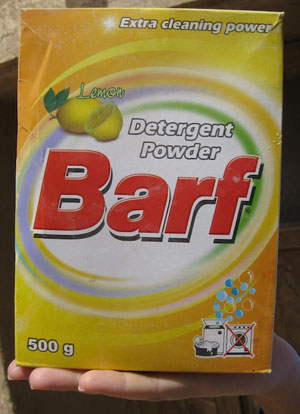 Extra cleaning power
Lemon
Detergent
Powder
Barf
500 g